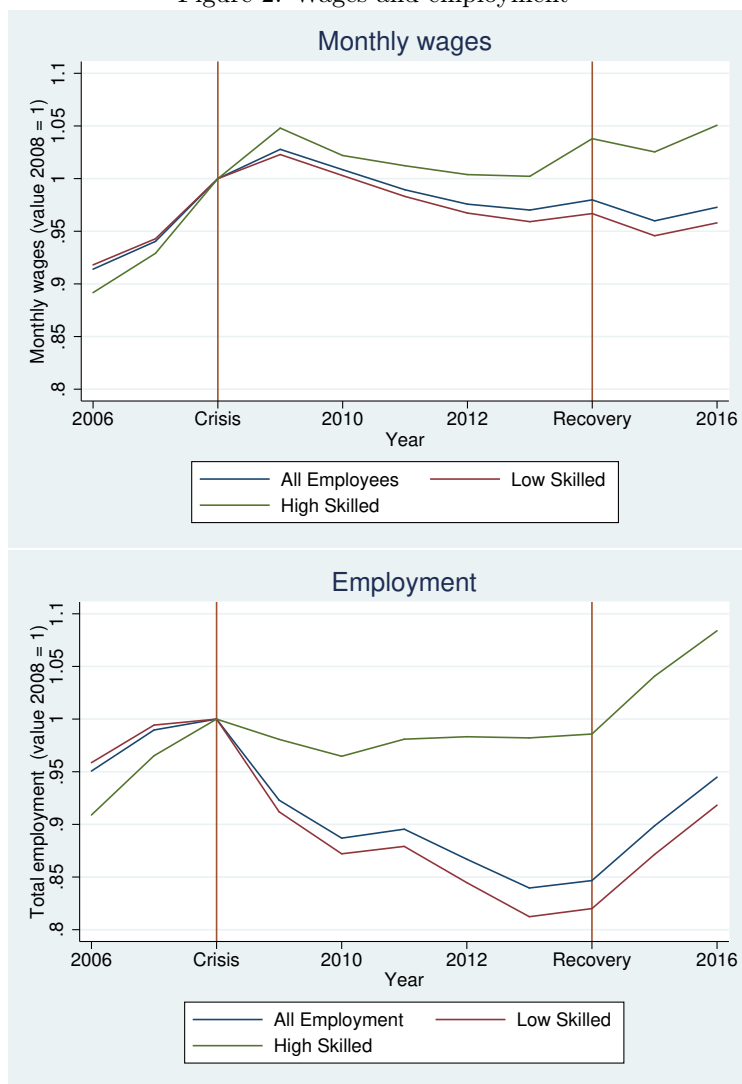 Figure 2: Wages and employment
Monthly wages
Monthly wages (value 2008 = 1)
1.1
1.05
1
.95
.9
.85
.8
2006 Crisis 2010 2012 Recovery 2016
Year
All Employees Low Skilled
High Skilled
Employment
Total employment (value 2008 = 1)
1.1
1.05
1
.95
.9
.85
.8
2006 Crisis 2010 2012 Recovery 2016
Year
All Employment Low Skilled
High Skilled